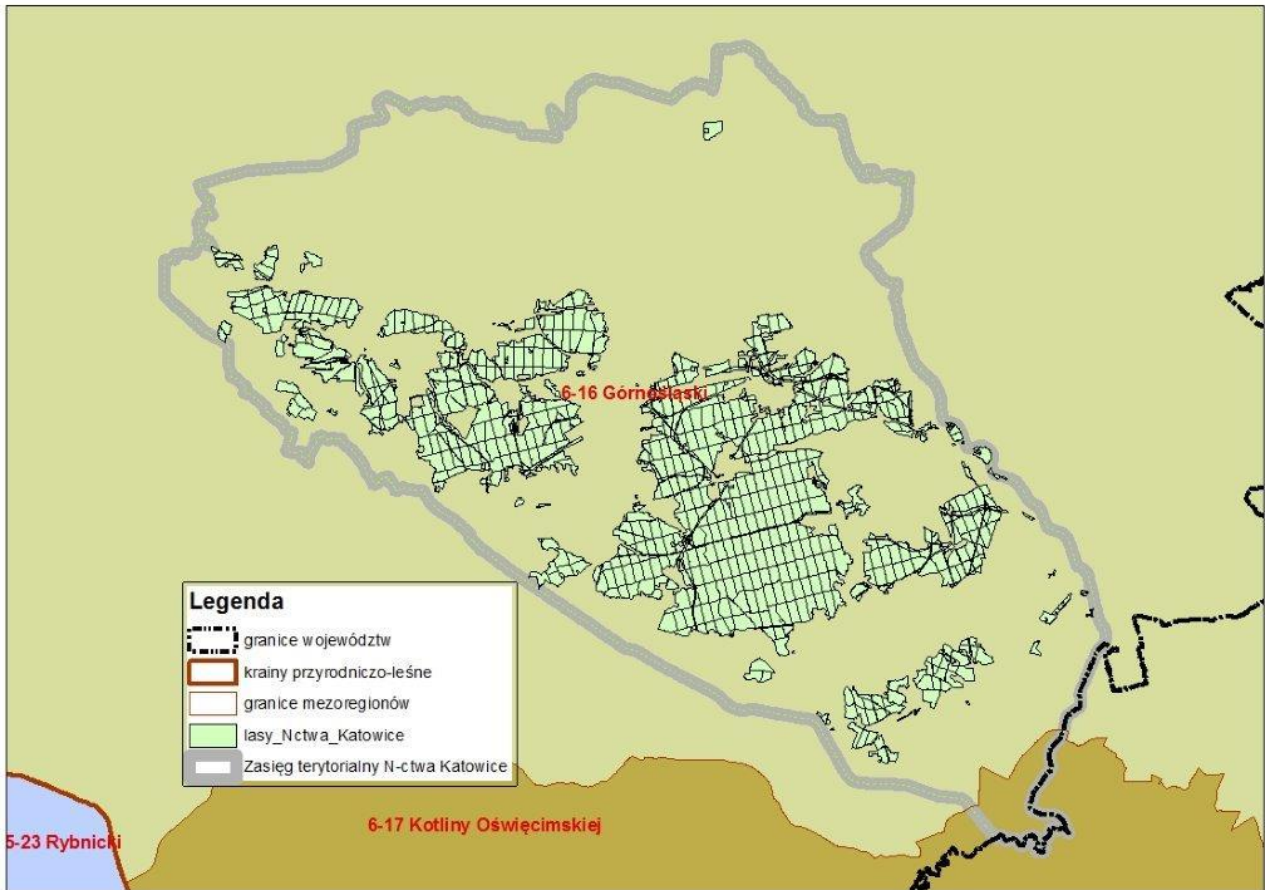 6-16 Górnośląski
Legenda
granice województw
krainy przyrodniczo-leśne
granice mezoregionów
lasy_Nctwa_Katowice
Zasięg terytorialny N-ctwa Katowice
6-17 Kotliny Oświęcimskiej
5-23 Rybnicki